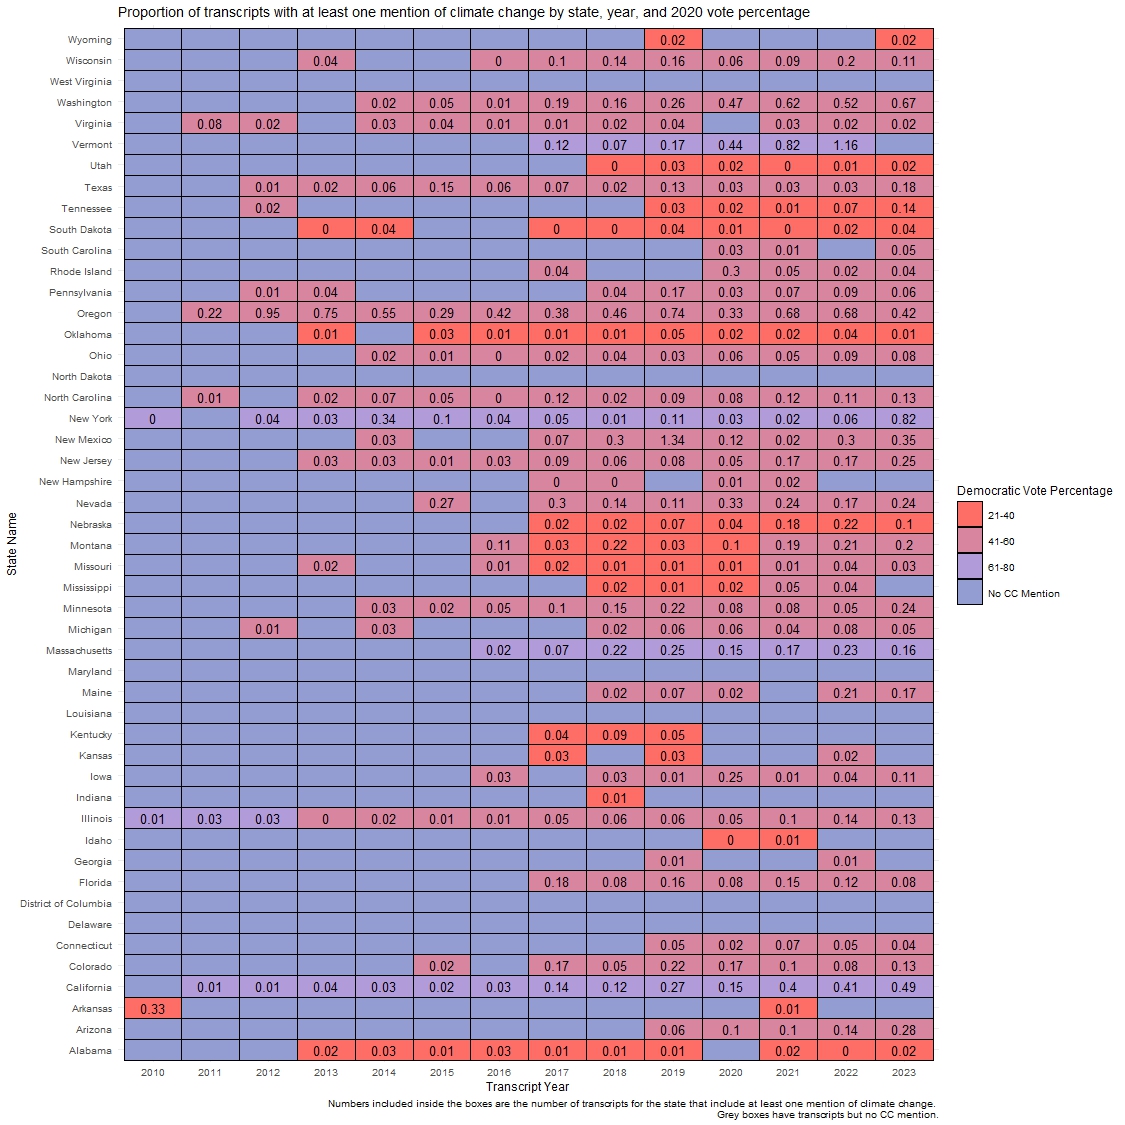 Proportion of transcripts with at least one mention of climate change by state, year, and 2020 vote percentage
State Name
Wyoming 0.02 0.02
Wisconsin 0.04 0 0.1 0.14 0.16 0.06 0.09 0.2 0.11
West Virginia
Washington 0.02 0.05 0.01 0.19 0.16 0.26 0.47 0.62 0.52 0.67
Virginia 0.08 0.02 0.03 0.04 0.01 0.01 0.02 0.04 0.03 0.02 0.02
Vermont 0.12 0.07 0.17 0.44 0.82 1.16
Utah 0 0.03 0.02 0 0.01 0.02
Texas 0.01 0.02 0.06 0.15 0.06 0.07 0.02 0.13 0.03 0.03 0.03 0.18
Tennessee 0.02 0.03 0.02 0.01 0.07 0.14
South Dakota 0 0.04 0 0 0.04 0.01 0 0.02 0.04
South Carolina 0.03 0.01 0.05
Rhode Island 0.04 0.3 0.05 0.02 0.04
Pennsylvania 0.01 0.04 0.04 0.17 0.03 0.07 0.09 0.06
Oregon 0.22 0.95 0.75 0.55 0.29 0.42 0.38 0.46 0.74 0.33 0.68 0.68 0.42
Oklahoma 0.01 0.03 0.01 0.01 0.01 0.05 0.02 0.02 0.04 0.01
Ohio 0.02 0.01 0 0.02 0.04 0.03 0.06 0.05 0.09 0.08
North Dakota
North Carolina 0.01 0.02 0.07 0.05 0 0.12 0.02 0.09 0.08 0.12 0.11 0.13
New York 0 0.04 0.03 0.34 0.1 0.04 0.05 0.01 0.11 0.03 0.02 0.06 0.82
New Mexico 0.03 0.07 0.3 1.34 0.12 0.02 0.3 0.35
New Jersey 0.03 0.03 0.01 0.03 0.09 0.06 0.08 0.05 0.17 0.17 0.25
New Hampshire 0 0 0.01 0.02
Nevada 0.27 0.3 0.14 0.11 0.33 0.24 0.17 0.24
Nebraska 0.02 0.02 0.07 0.04 0.18 0.22 0.1
Montana 0.11 0.03 0.22 0.03 0.1 0.19 0.21 0.2
Missouri 0.02 0.01 0.02 0.01 0.01 0.01 0.01 0.04 0.03
Mississippi 0.02 0.01 0.02 0.05 0.04
Minnesota 0.03 0.02 0.05 0.1 0.15 0.22 0.08 0.08 0.05 0.24
Michigan 0.01 0.03 0.02 0.06 0.06 0.04 0.08 0.05
Massachusetts 0.02 0.07 0.22 0.25 0.15 0.17 0.23 0.16
Maryland
Maine 0.02 0.07 0.02 0.21 0.17
Louisiana
Kentucky 0.04 0.09 0.05
Kansas 0.03 0.03 0.02
Iowa 0.03 0.03 0.01 0.25 0.01 0.04 0.11
Indiana 0.01
Illinois 0.01 0.03 0.03 0 0.02 0.01 0.01 0.05 0.06 0.06 0.05 0.1 0.14 0.13
Idaho 0 0.01
Georgia 0.01 0.01
Florida 0.18 0.08 0.16 0.08 0.15 0.12 0.08
District of Columbia
Delaware
Connecticut 0.05 0.02 0.07 0.05 0.04
Colorado 0.02 0.17 0.05 0.22 0.17 0.1 0.08 0.13
California 0.01 0.01 0.04 0.03 0.02 0.03 0.14 0.12 0.27 0.15 0.4 0.41 0.49
Arkansas 0.33 0.01
Arizona 0.06 0.1 0.1 0.14 0.28
Alabama 0.02 0.03 0.01 0.03 0.01 0.01 0.01 0.02 0 0.02
2010 2011 2012 2013 2014 2015 2016 2017 2018 2019 2020 2021 2022 2023
Transcript Year
Democratic Vote Percentage
21-40
41-60
61-80
No CC Mention
Numbers included inside the boxes are the number of transcripts for the state that include at least one mention of climate change.
Grey boxes have transcripts but no CC mention.